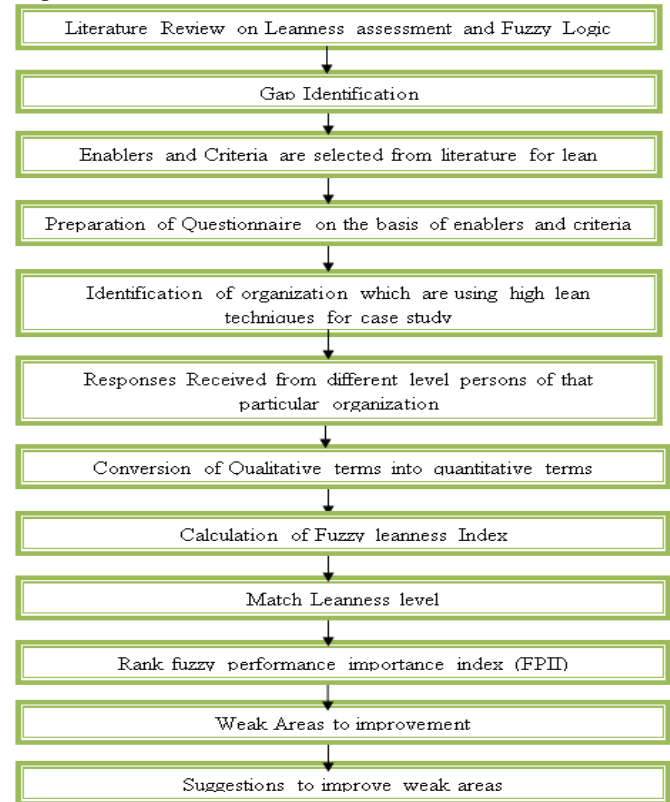 Literature Review on Leanness assessment and Fuzzy Logic
Gap Identification
Enablers and Criteria are selected from literature for lean
Preparation of Questionnaire on the basis of enablers and criteria
Identification of organization which are using high lean
techniques for case study
Responses Received from different level persons of that
particular organization
Conversion of Qualitative terms into quantitative terms
Calculation of Fuzzy leanness Index
Match Leanness level
Rank fuzzy performance importance index (FPII)
Weak Areas to improvement
Suggestions to improve weak areas